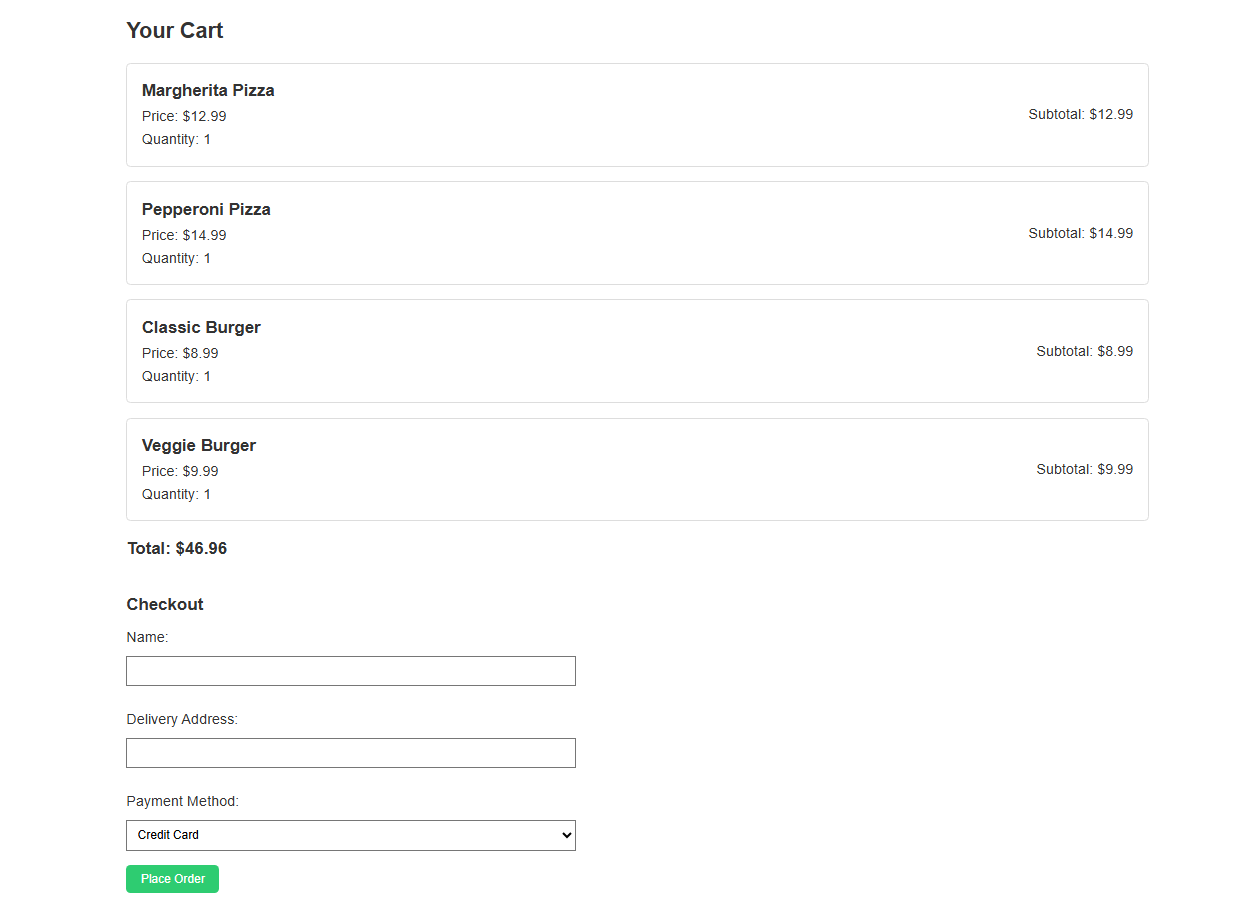 Your Cart
Margherita Pizza
Price: $12.99
Quantity: 1
Subtotal: $12.99
Pepperoni Pizza
Price: $14.99
Quantity: 1
Subtotal: $14.99
Classic Burger
Price: $8.99
Quantity: 1
Subtotal: $8.99
Veggie Burger
Price: $9.99
Quantity: 1
Subtotal: $9.99
Total: $46.96
Checkout
Name:
Delivery Address:
Payment Method:
Credit Card
Place Order